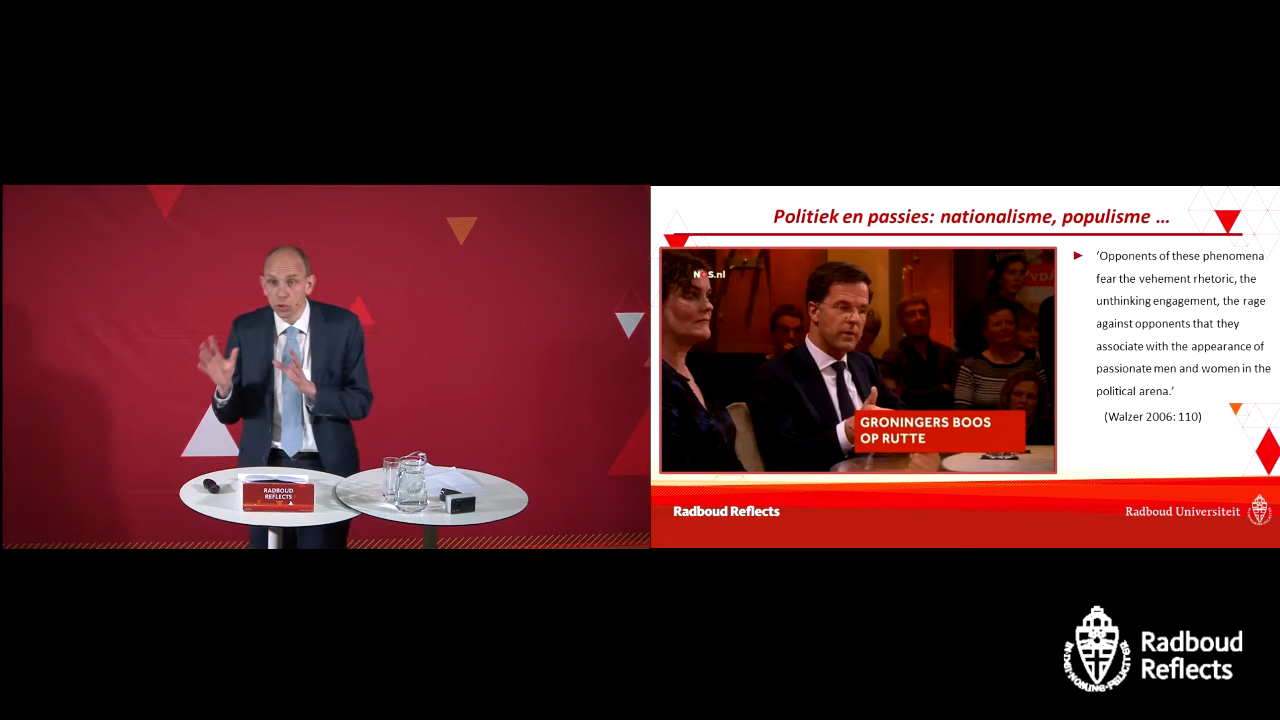 Politiek en passies: nationalisme, populisme ...
NOS.nl
GRONINGERS BOOS
OP RUTTE
‘Opponents of these phenomena
fear the vehement rhetoric, the
unthinking engagement, the rage
against opponents that they
associate with the appearance of
passionate men and women in the
political arena.’
(Walzer 2006: 110)
RADBOUD
REFLECTS
Radboud Reflects
Radboud Universiteit
Radboud
Reflects